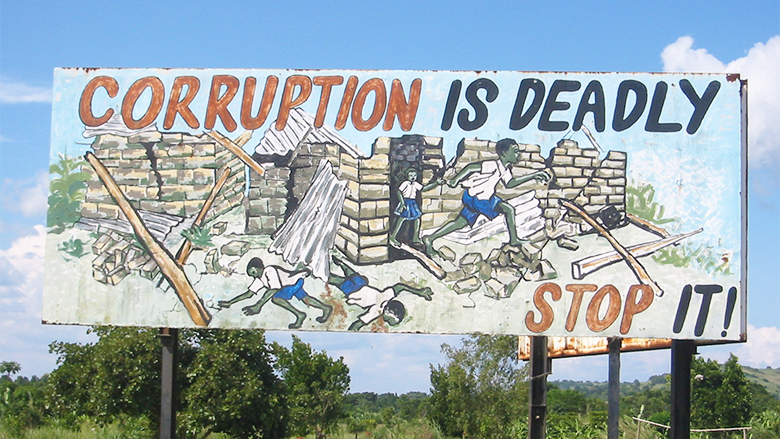 CORRUPTION IS DEADLY
STOP IT!